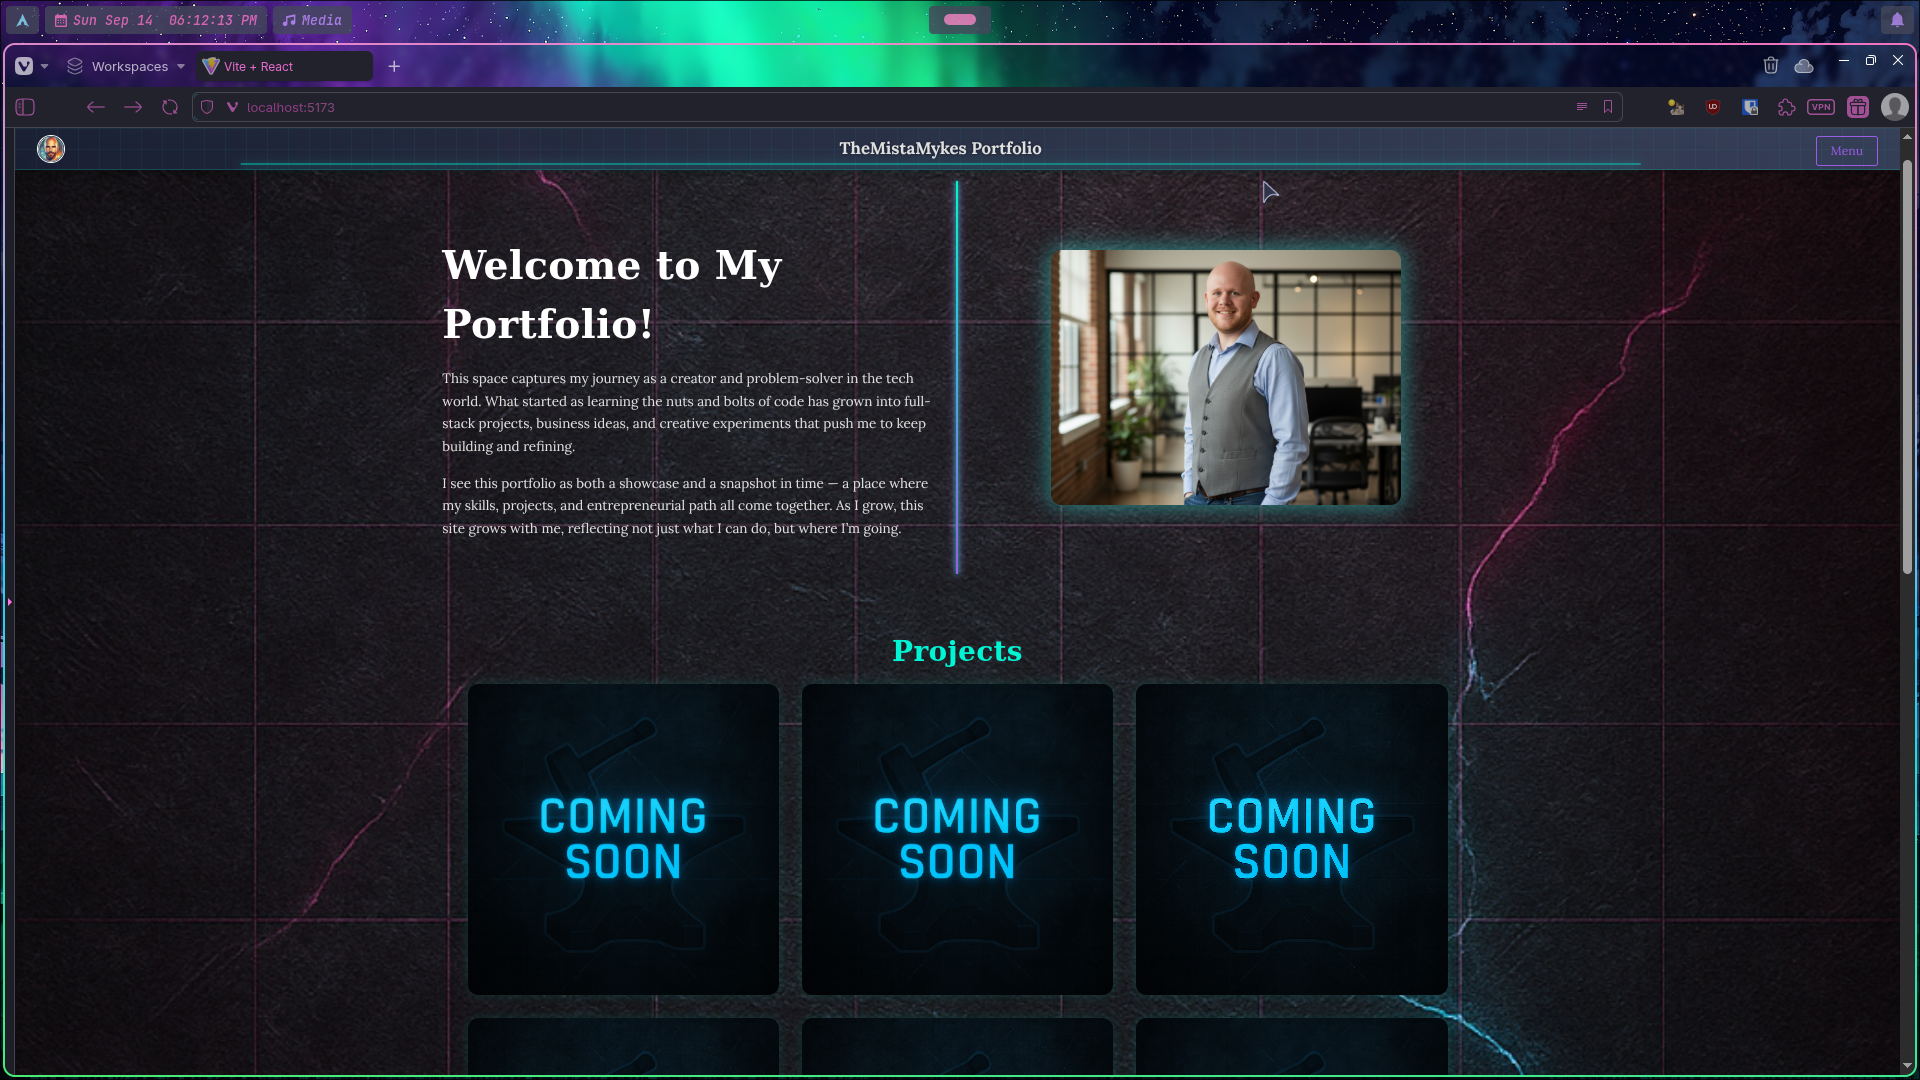 Sun Sep 14 06:12:13 PM
Media
Workspaces
Vite + React
localhost:5173
UD
VPN
TheMistaMykes Portfolio
Menu
Welcome to My
Portfolio!
This space captures my journey as a creator and problem-solver in the tech
world. What started as learning the nuts and bolts of code has grown into full-
stack projects, business ideas, and creative experiments that push me to keep
building and refining.
I see this portfolio as both a showcase and a snapshot in time — a place where
my skills, projects, and entrepreneurial path all come together. As I grow, this
site grows with me, reflecting not just what I can do, but where I'm going.
Projects
COMING
SOON
COMING
SOON
COMING
SOON